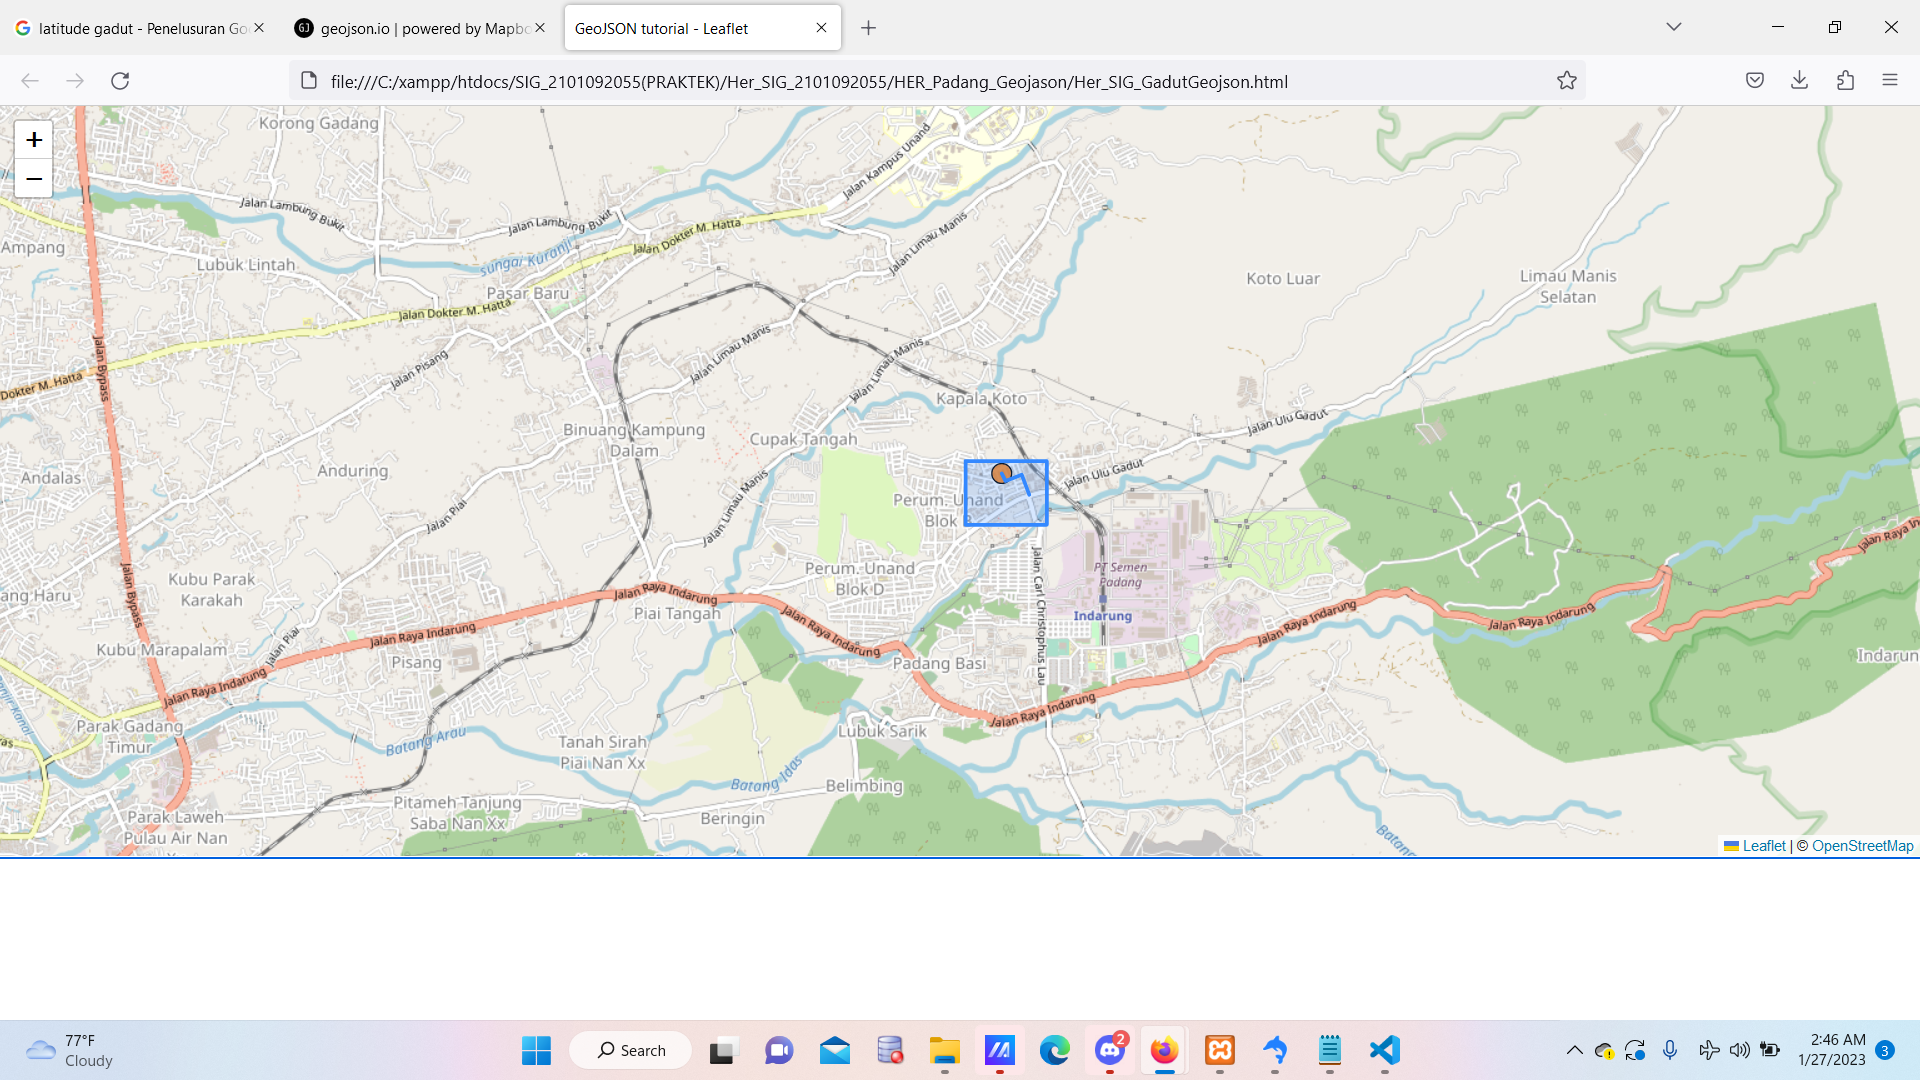 latitude gadut - Penelusuran Go
geojson.io | powered by Mapbo
GeoJSON tutorial - Leaflet
file:///C:/xampp/htdocs/SIG_2101092055(PRAKTEK)/Her_SIG_2101092055/HER_Padang_Geojason/Her_SIG_GadutGeojson.html
+
−
Korong Gadang
Jalan Kampus Unand
Jalan Lambung Bukit
Jalan Lambung Bukit
Jalan Dokter M. Hatta
Jalan Limau Manis
Ampang
Lubuk Lintah
sungai Kuranji
Koto Luar
Limau Manis
Selatan
Pasar Baru
Jalan Dokter M. Hatta
Jalan Bypass
Jalan Pisang
Jalan Limau Manis
Jalan Limau Manis
Dokter M. Hatta
Kapala Koto
Jalan Ulu Gadut
Binuang Kampung
Dalam
Cupak Tangah
Anduring
Andalas
Jalan Ulu Gadut
Jalan Limau Manis
Perum. Unand
Blok B
Jalan Piai
Jalan Raya In
Jalan Bypass
Kubu Parak
Karakah
ang Haru
Perum. Unand
Blok D
PT Semen
Padang
Jalan Carl Christophus Lau
Indarung
Jalan Raya Indarung
Piai Tangah
Jalan Raya Indarung
Jalan Raya Indarung
Jalan Raya Indarung
Jalan Raya Indarung
Jalan Piai
Kubu Marapalam
Pisang
Padang Basi
Indarun
Jalan Raya Indarung
Jalan Raya Indarung
Parak Gadang
Timur
Batang Arau
Tanah Sirah
Piai Nan Xx
Lubuk Sarik
Batang Idas
Belimbing
Pitameh Tanjung
Saba Nan Xx
Beringin
Parak Laweh
Pulau Air Nan
Batang
Leaflet | © OpenStreetMap
77°F
Cloudy
Search
2
2:46 AM
1/27/2023
3